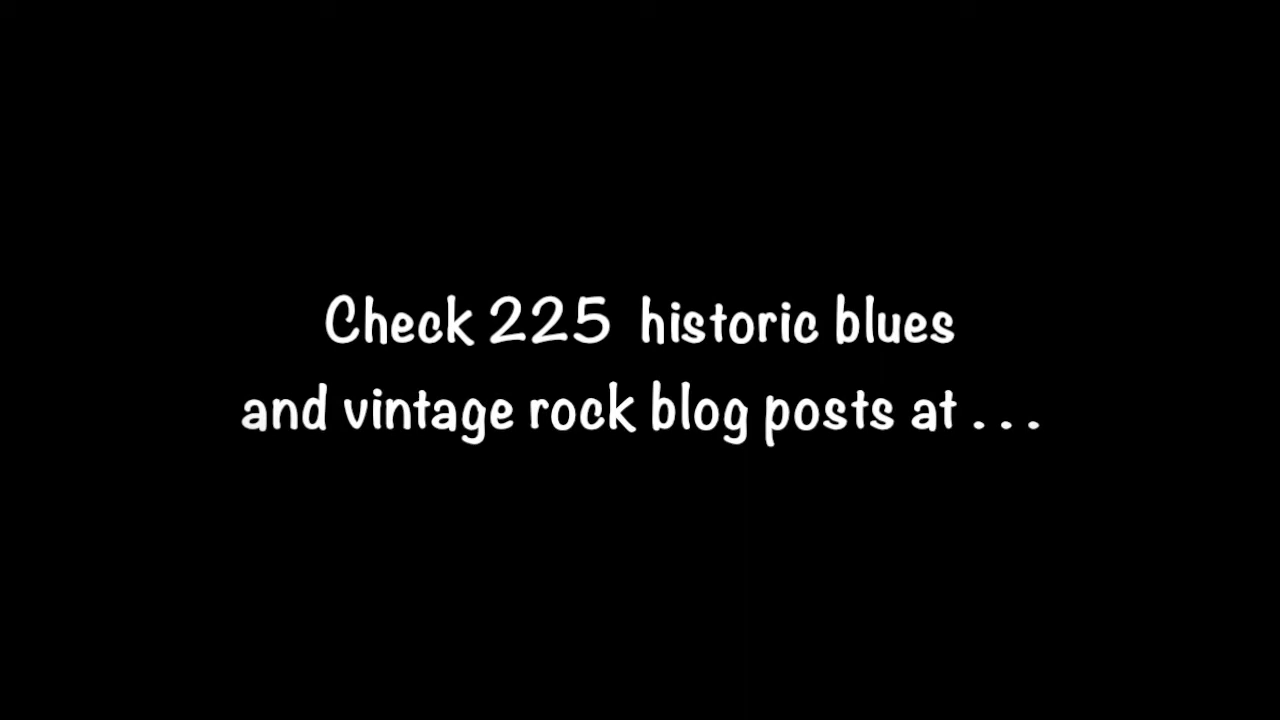 Check 225 historic blues
and vintage rock blog posts at . . .